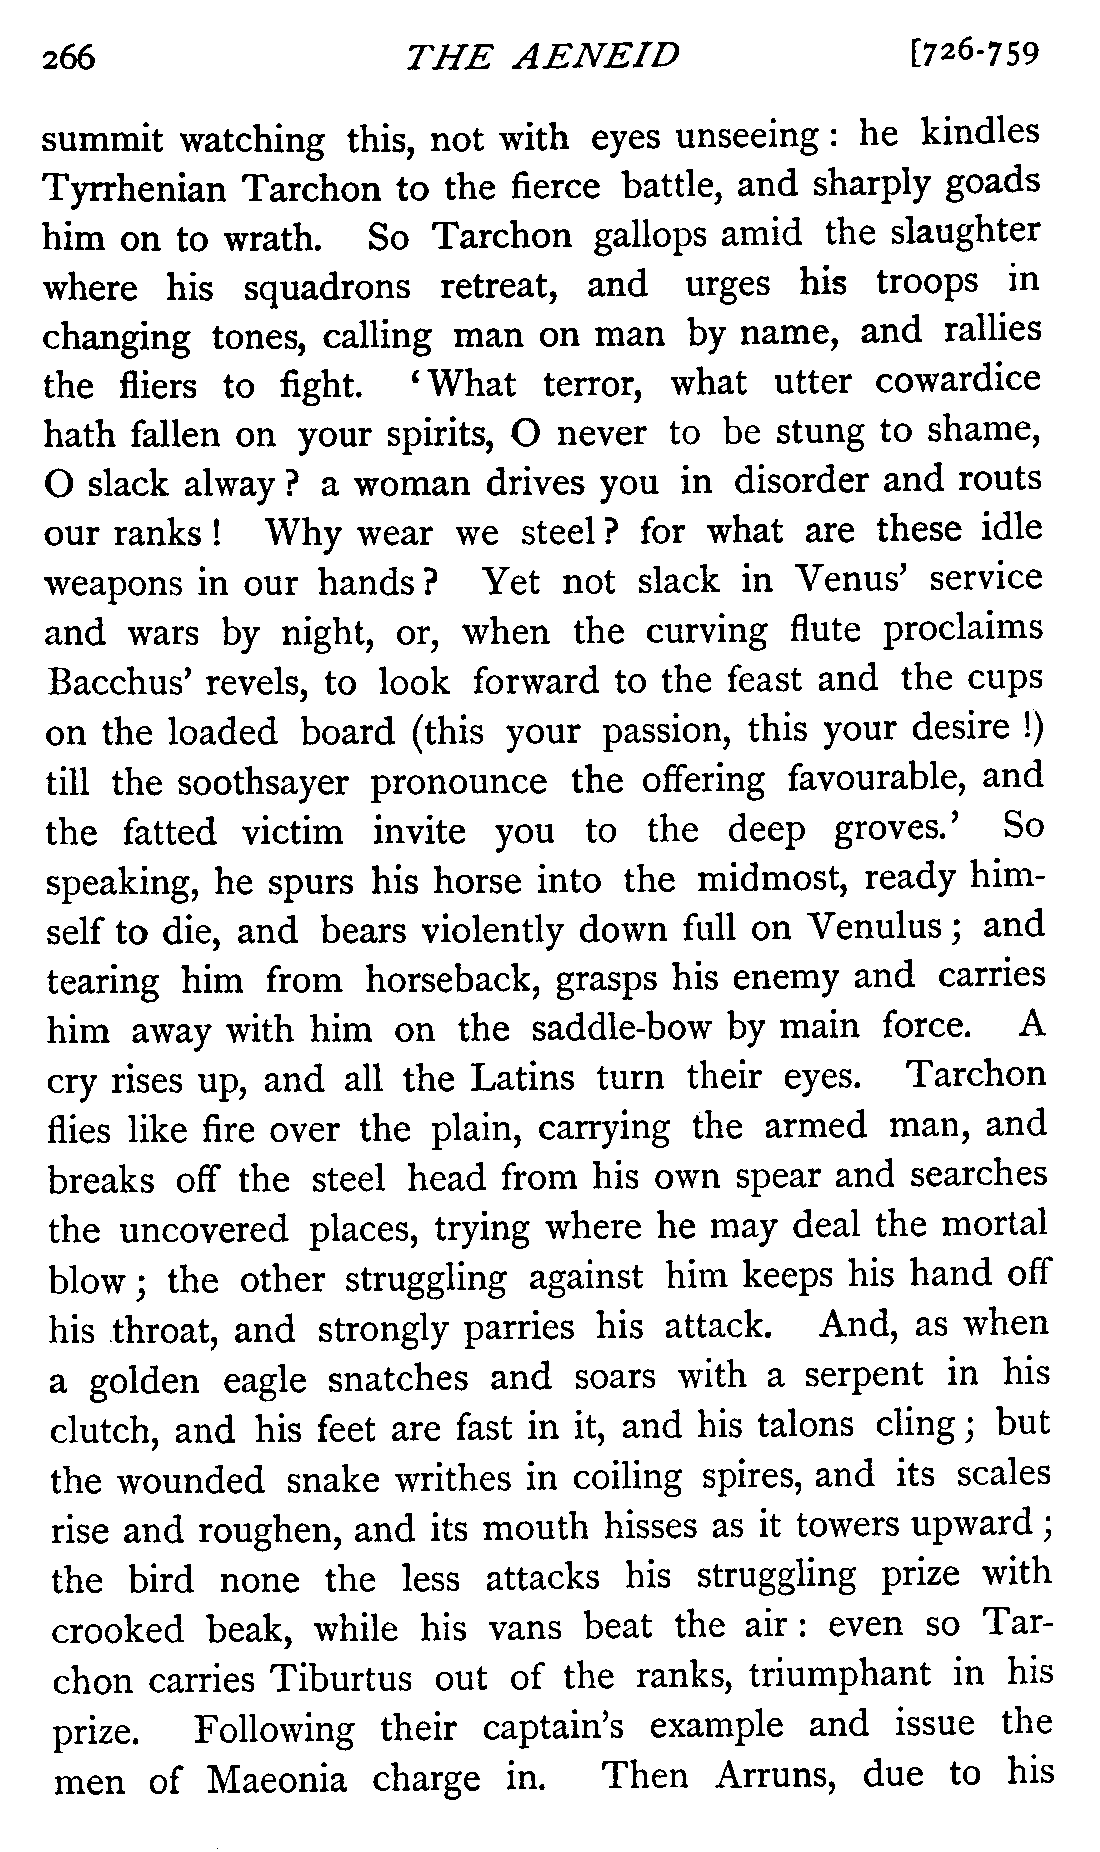 266 THE AENEID [726-759
summit watching this, not with eyes unseeing : he kindles
Tyrrhenian Tarchon to the fierce battle, and sharply goads
him on to wrath. So Tarchon gallops amid the slaughter
where his squadrons retreat, and urges his troops in
changing tones, calling man on man by name, and rallies
the fliers to fight. ‘What terror, what utter cowardice
hath fallen on your spirits, O never to be stung to shame,
O slack alway ? a woman drives you in disorder and routs
our ranks ! Why wear we steel ? for what are these idle
weapons in our hands ? Yet not slack in Venus’ service
and wars by night, or, when the curving flute proclaims
Bacchus’ revels, to look forward to the feast and the cups
on the loaded board (this your passion, this your desire !)
till the soothsayer pronounce the offering favourable, and
the fatted victim invite you to the deep groves.’ So
speaking, he spurs his horse into the midmost, ready him-
self to die, and bears violently down full on Venulus ; and
tearing him from horseback, grasps his enemy and carries
him away with him on the saddle-bow by main force. A
cry rises up, and all the Latins turn their eyes. Tarchon
flies like fire over the plain, carrying the armed man, and
breaks off the steel head from his own spear and searches
the uncovered places, trying where he may deal the mortal
blow ; the other struggling against him keeps his hand off
his throat, and strongly parries his attack. And, as when
a golden eagle snatches and soars with a serpent in his
clutch, and his feet are fast in it, and his talons cling ; but
the wounded snake writhes in coiling spires, and its scales
rise and roughen, and its mouth hisses as it towers upward ;
the bird none the less attacks his struggling prize with
crooked beak, while his vans beat the air : even so Tar-
chon carries Tiburtus out of the ranks, triumphant in his
prize. Following their captain’s example and issue the
men of Maeonia charge in. Then Arruns, due to his